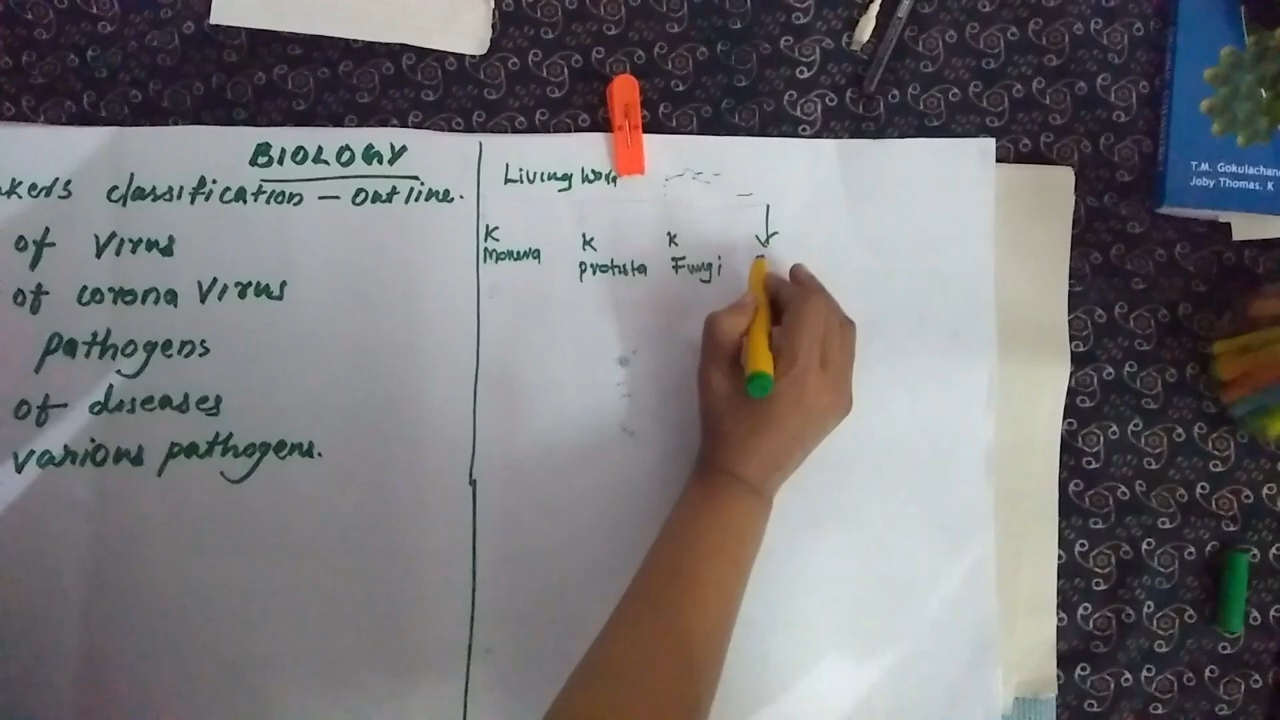 BIOLOGY
kers classification - outline.
of Virus
of corona Virus
pathogens
of diseases
various pathogens.
Living
K
Monera
K
protista
K
Fungi
T.M. Gokulachan
Joby Thomas. K